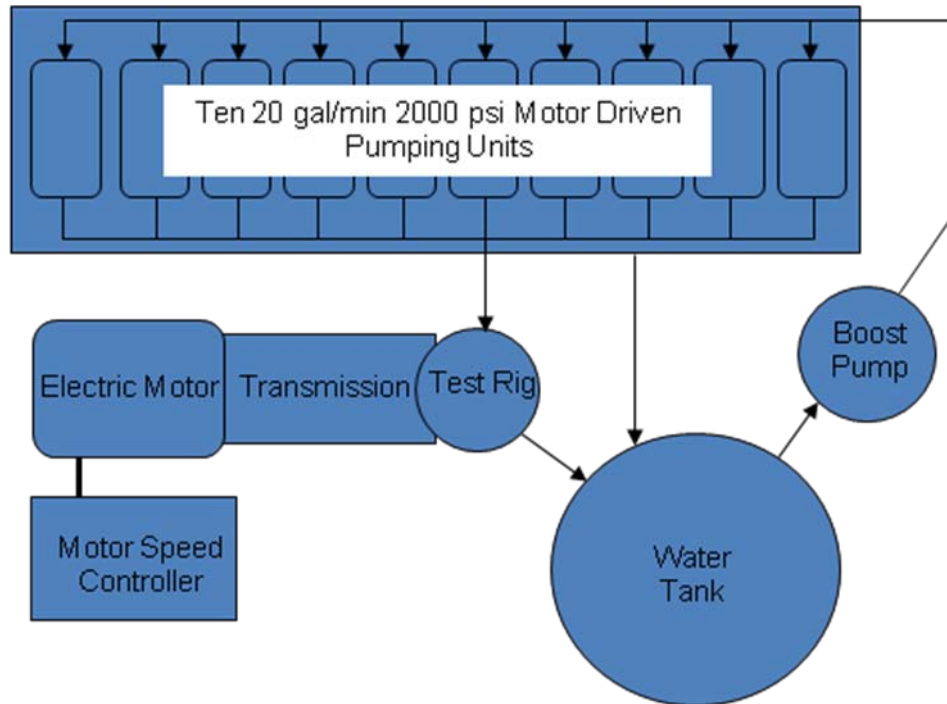 Ten 20 gal/min 2000 psi Motor Driven
Pumping Units
Boost
Pump
Electric Motor
Transmission
Test Rig
Motor Speed
Controller
Water
Tank